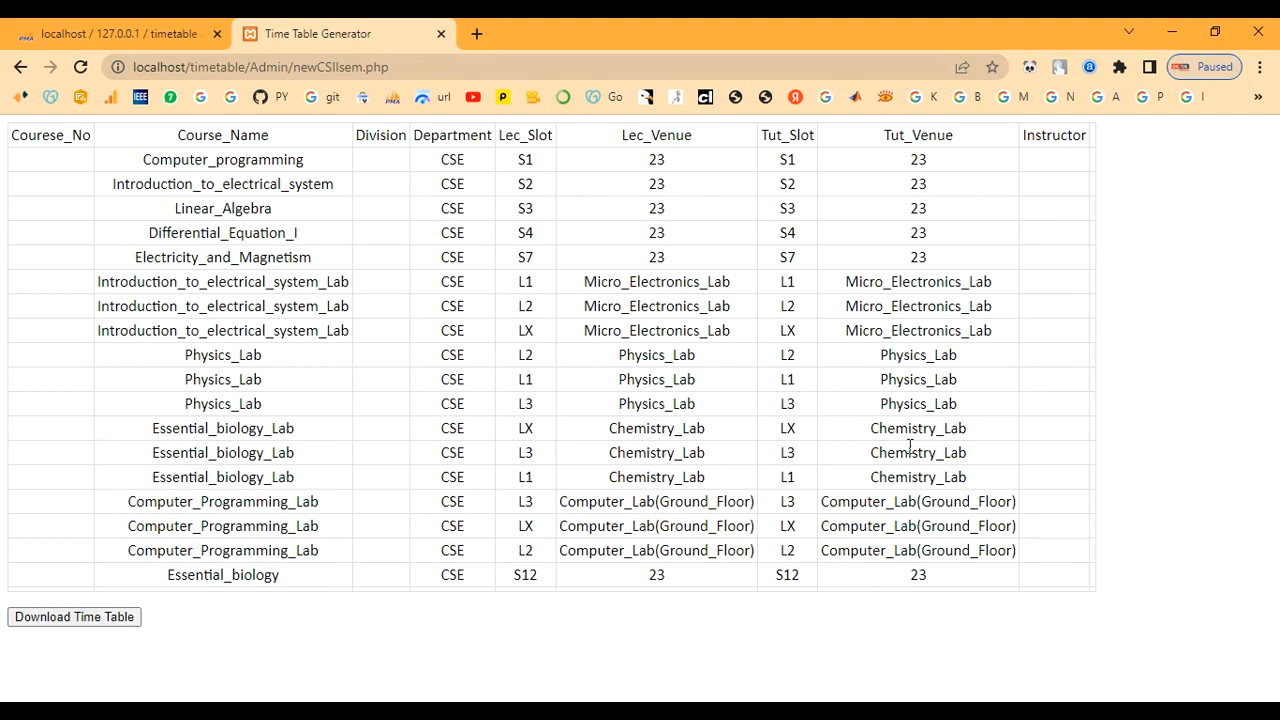 localhost / 127.0.0.1 / timetable
Time Table Generator
localhost/timetable/Admin/newCSIIsem.php
Paused
IEEE PY git PMA url Go K B M N A P I »
Courese_No Course_Name Division Department Lec_Slot Lec_Venue Tut_Slot Tut_Venue Instructor
Computer_programming CSE S1 23 S1 23
Introduction_to_electrical_system CSE S2 23 S2 23
Linear_Algebra CSE S3 23 S3 23
Differential_Equation_I CSE S4 23 S4 23
Electricity_and_Magnetism CSE S7 23 S7 23
Introduction_to_electrical_system_Lab CSE L1 Micro_Electronics_Lab L1 Micro_Electronics_Lab
Introduction_to_electrical_system_Lab CSE L2 Micro_Electronics_Lab L2 Micro_Electronics_Lab
Introduction_to_electrical_system_Lab CSE LX Micro_Electronics_Lab LX Micro_Electronics_Lab
Physics_Lab CSE L2 Physics_Lab L2 Physics_Lab
Physics_Lab CSE L1 Physics_Lab L1 Physics_Lab
Physics_Lab CSE L3 Physics_Lab L3 Physics_Lab
Essential_biology_Lab CSE LX Chemistry_Lab LX Chemistry_Lab
Essential_biology_Lab CSE L3 Chemistry_Lab L3 Chemistry_Lab
Essential_biology_Lab CSE L1 Chemistry_Lab L1 Chemistry_Lab
Computer_Programming_Lab CSE L3 Computer_Lab(Ground_Floor) L3 Computer_Lab(Ground_Floor)
Computer_Programming_Lab CSE LX Computer_Lab(Ground_Floor) LX Computer_Lab(Ground_Floor)
Computer_Programming_Lab CSE L2 Computer_Lab(Ground_Floor) L2 Computer_Lab(Ground_Floor)
Essential_biology CSE S12 23 S12 23
Download Time Table